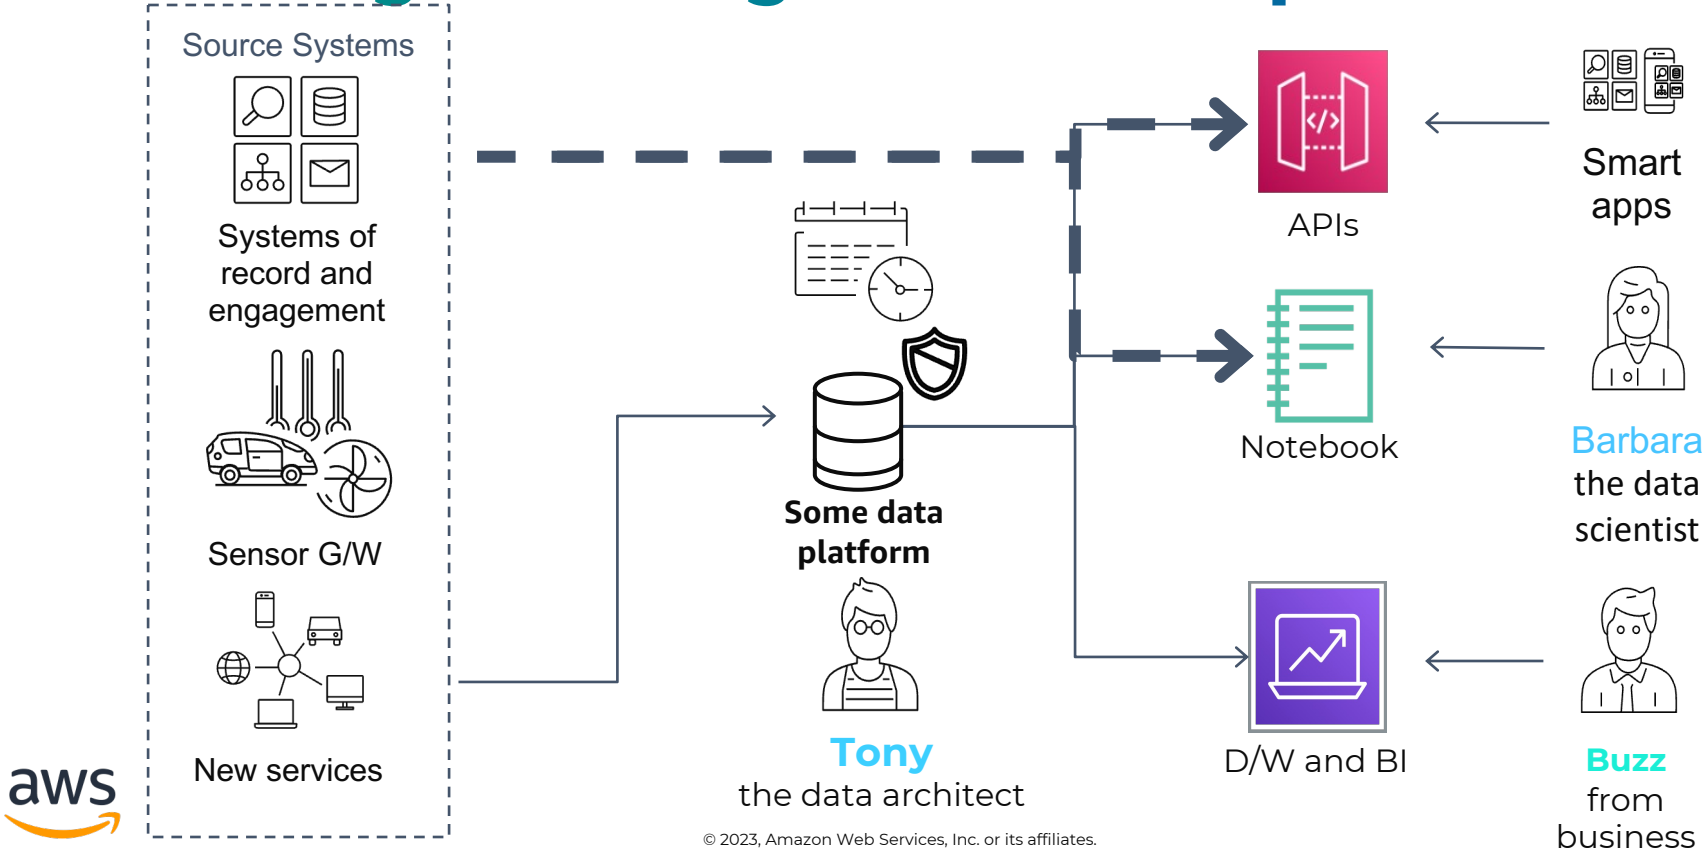 Source Systems
Systems of
record and
engagement
Sensor G/W
New services
aws
Some data
platform
Tony
the data architect
</>
APIs
Notebook
D/W and BI
Smart
apps
Barbara
the data
scientist
Buzz
from
business
© 2023, Amazon Web Services, Inc. or its affiliates.